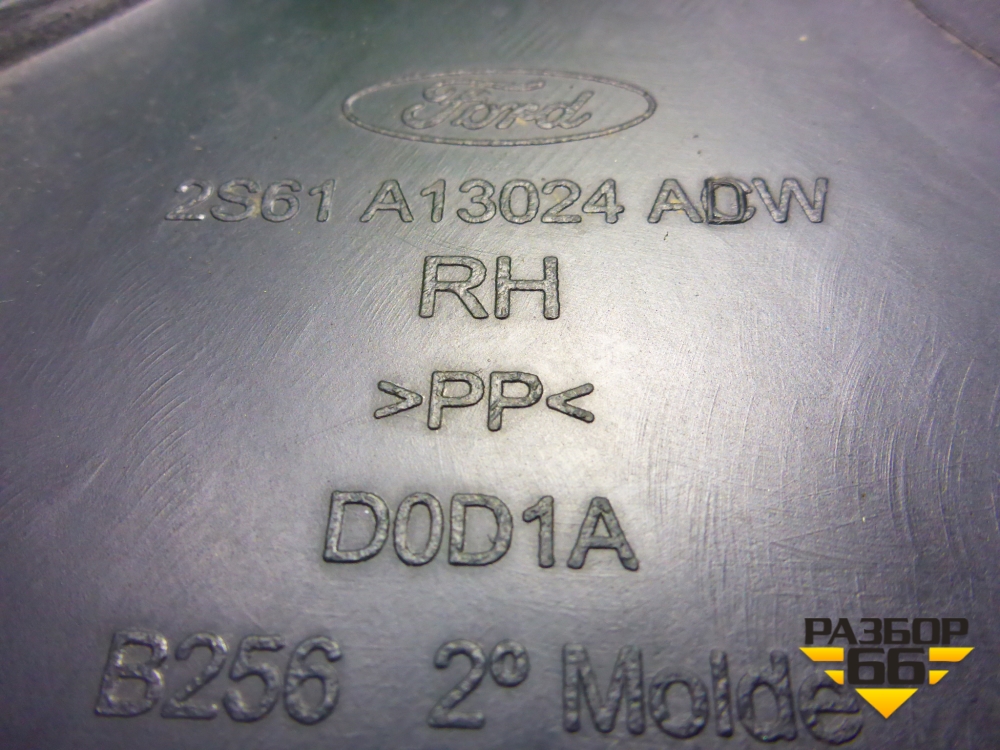 Ford
2S61 A13024 ADW
RH
>PP<
D0D1A
B256 2º Molde
РАЗБОР
66